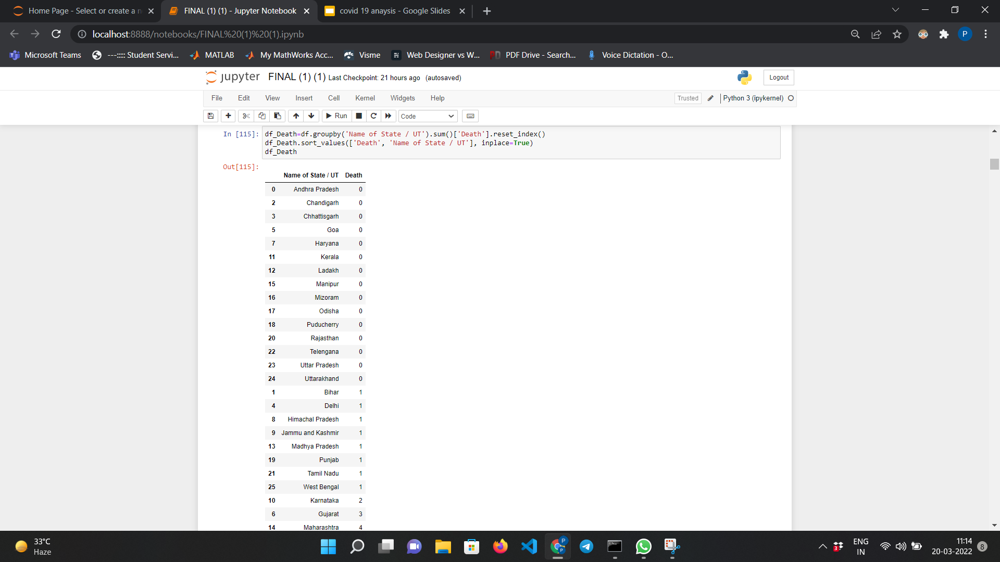 Home Page - Select or create a n
FINAL (1) (1) - Jupyter Notebook
covid 19 anaysis - Google Slides
localhost:8888/notebooks/FINAL%20(1)%20(1).ipynb
P
Microsoft Teams
---::::: Student Servi...
MATLAB
My MathWorks Acc...
Visme
Web Designer vs W...
PDF Drive - Search...
Voice Dictation - O...
jupyter FINAL (1) (1) Last Checkpoint: 21 hours ago (autosaved)
Logout
File Edit View Insert Cell Kernel Widgets Help
Trusted
Python 3 (ipykernel)
Run
Code
In [115]: df_Death=df.groupby('Name of State / UT').sum()['Death'].reset_index()
df_Death.sort_values(['Death', 'Name of State / UT'], inplace=True)
df_Death
Out[115]:
Name of State / UT Death
0 Andhra Pradesh 0
2 Chandigarh 0
3 Chhattisgarh 0
5 Goa 0
7 Haryana 0
11 Kerala 0
12 Ladakh 0
15 Manipur 0
16 Mizoram 0
17 Odisha 0
18 Puducherry 0
20 Rajasthan 0
22 Telengana 0
23 Uttar Pradesh 0
24 Uttarakhand 0
1 Bihar 1
4 Delhi 1
8 Himachal Pradesh 1
9 Jammu and Kashmir 1
13 Madhya Pradesh 1
19 Punjab 1
21 Tamil Nadu 1
25 West Bengal 1
10 Karnataka 2
6 Gujarat 3
14 Maharashtra 4
33°C
Haze
P
P
3
ENG
IN
11:14
20-03-2022
8